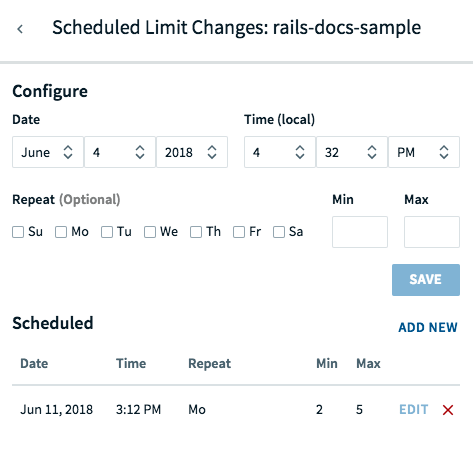 Scheduled Limit Changes: rails-docs-sample
Configure
Date Time (local)
June 4 2018 4 32 PM
Repeat (Optional) Min Max
Su Mo Tu We Th Fr Sa
SAVE
Scheduled ADD NEW
Date Time Repeat Min Max
Jun 11, 2018 3:12 PM Mo 2 5 EDIT